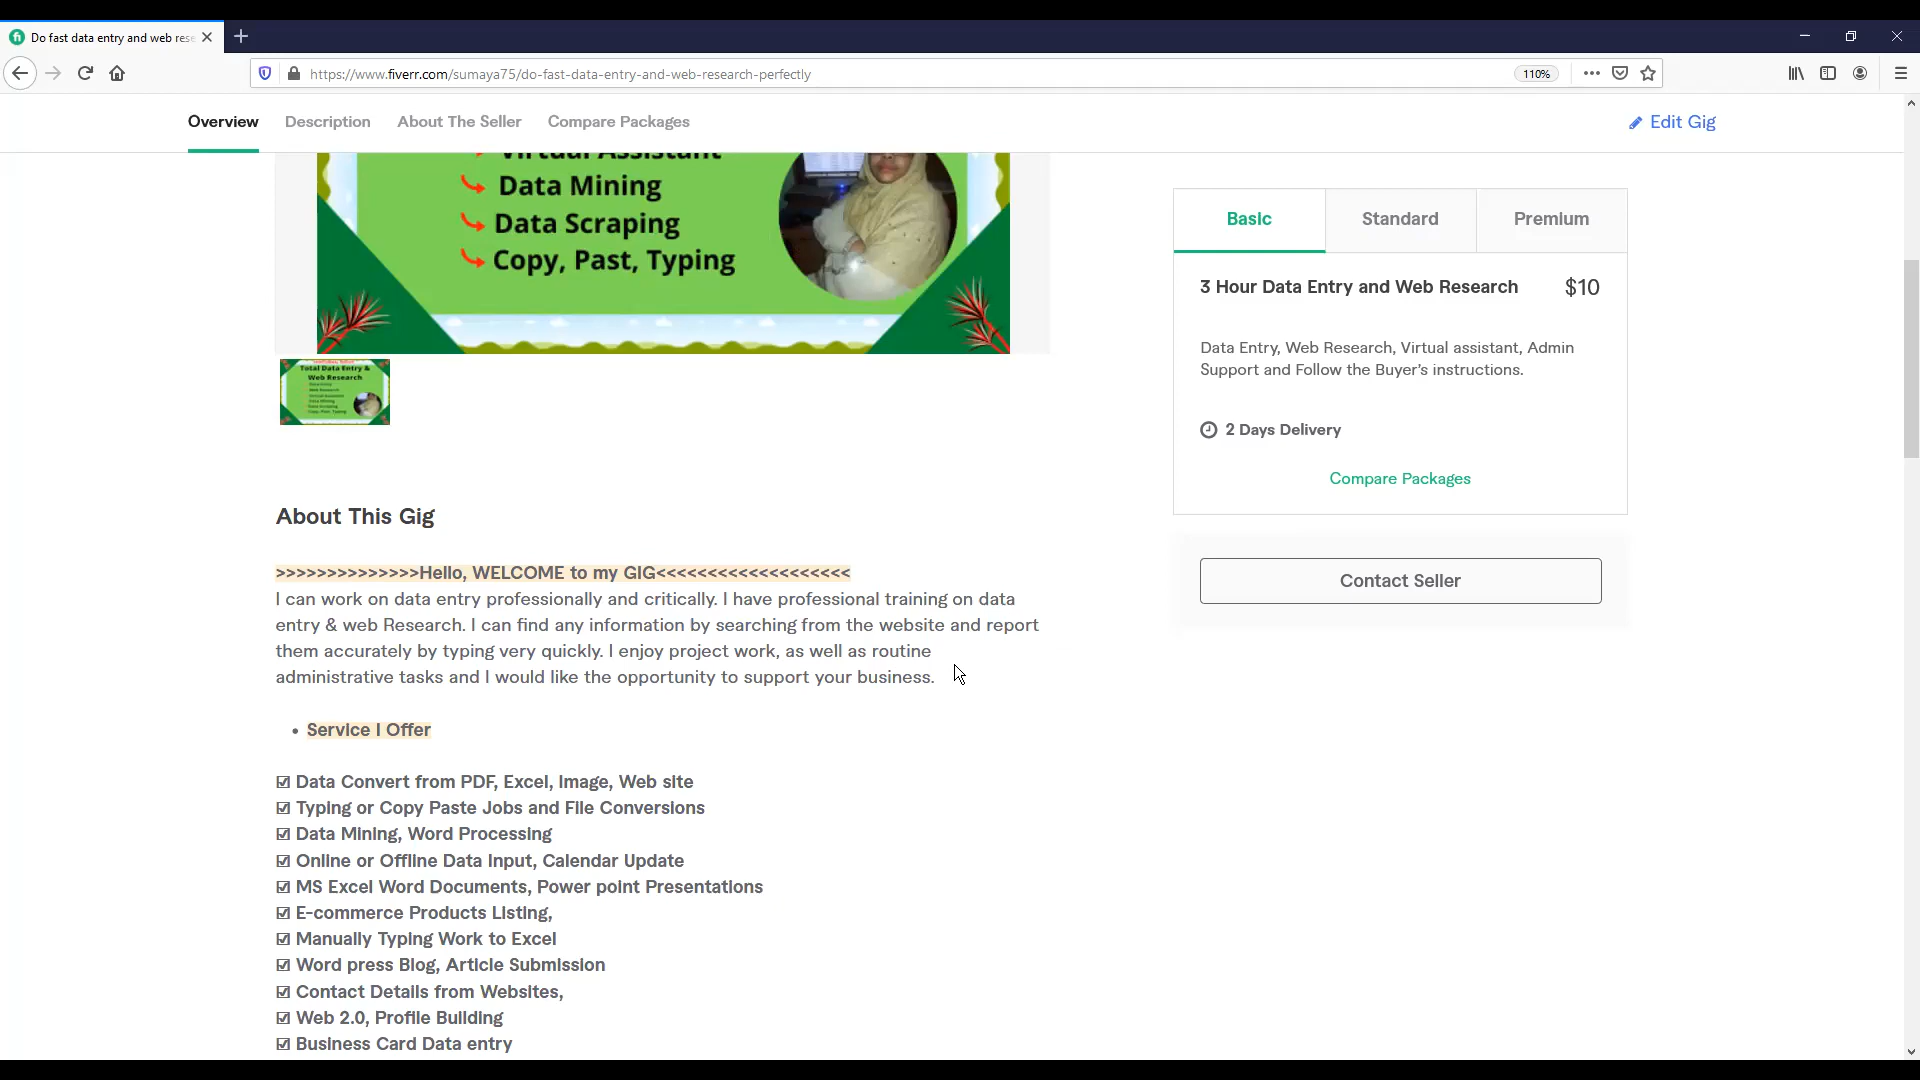 Do fast data entry and web rese
https://www.fiverr.com/sumaya75/do-fast-data-entry-and-web-research-perfectly
110%
Overview
Description
About The Seller
Compare Packages
Edit Gig
Virtual Assistant
Data Mining
Data Scraping
Copy, Past, Typing
Total Data Entry &
Web Research
Basic
Standard
Premium
3 Hour Data Entry and Web Research
$10
Data Entry, Web Research, Virtual assistant, Admin
Support and Follow the Buyer's instructions.
2 Days Delivery
Compare Packages
Contact Seller
About This Gig
>>>>>>>>>>>>>>Hello, WELCOME to my GIG<<<<<<<<<<<<<<<<<<<
I can work on data entry professionally and critically. I have professional training on data
entry & web Research. I can find any information by searching from the website and report
them accurately by typing very quickly. I enjoy project work, as well as routine
administrative tasks and I would like the opportunity to support your business.
• Service I Offer
☑ Data Convert from PDF, Excel, Image, Web site
☑ Typing or Copy Paste Jobs and File Conversions
☑ Data Mining, Word Processing
☑ Online or Offline Data Input, Calendar Update
☑ MS Excel Word Documents, Power point Presentations
☑ E-commerce Products Listing,
☑ Manually Typing Work to Excel
☑ Word press Blog, Article Submission
☑ Contact Details from Websites,
☑ Web 2.0, Profile Building
☑ Business Card Data entry